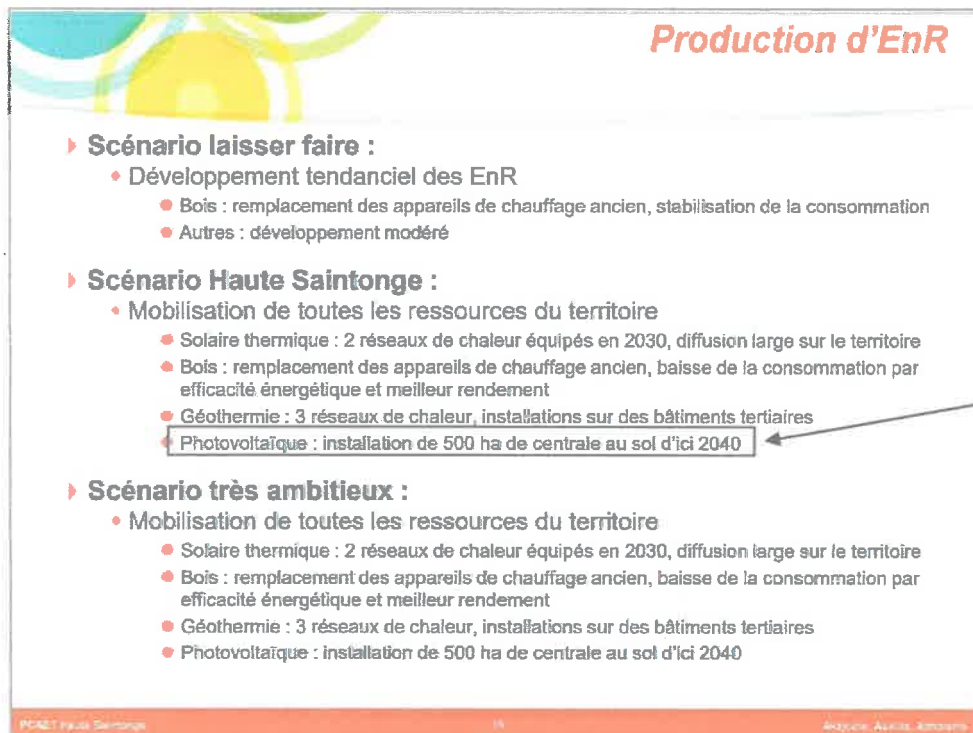 Production d'EnR
Scénario laisser faire :
Développement tendanciel des EnR
Bois : remplacement des appareils de chauffage ancien, stabilisation de la consommation
Autres : développement modéré
Scénario Haute Saintonge :
Mobilisation de toutes les ressources du territoire
Solaire thermique : 2 réseaux de chaleur équipés en 2030, diffusion large sur le territoire
Bois : remplacement des appareils de chauffage ancien, baisse de la consommation par
efficacité énergétique et meilleur rendement
Géothermie : 3 réseaux de chaleur, installations sur des bâtiments tertiaires
Photovoltaïque : installation de 500 ha de centrale au sol d'ici 2040
Scénario très ambitieux :
Mobilisation de toutes les ressources du territoire
Solaire thermique : 2 réseaux de chaleur équipés en 2030, diffusion large sur le territoire
Bois : remplacement des appareils de chauffage ancien, baisse de la consommation par
efficacité énergétique et meilleur rendement
Géothermie : 3 réseaux de chaleur, installations sur des bâtiments tertiaires
Photovoltaïque : installation de 500 ha de centrale au sol d'ici 2040
PCAET Haute Saintonge